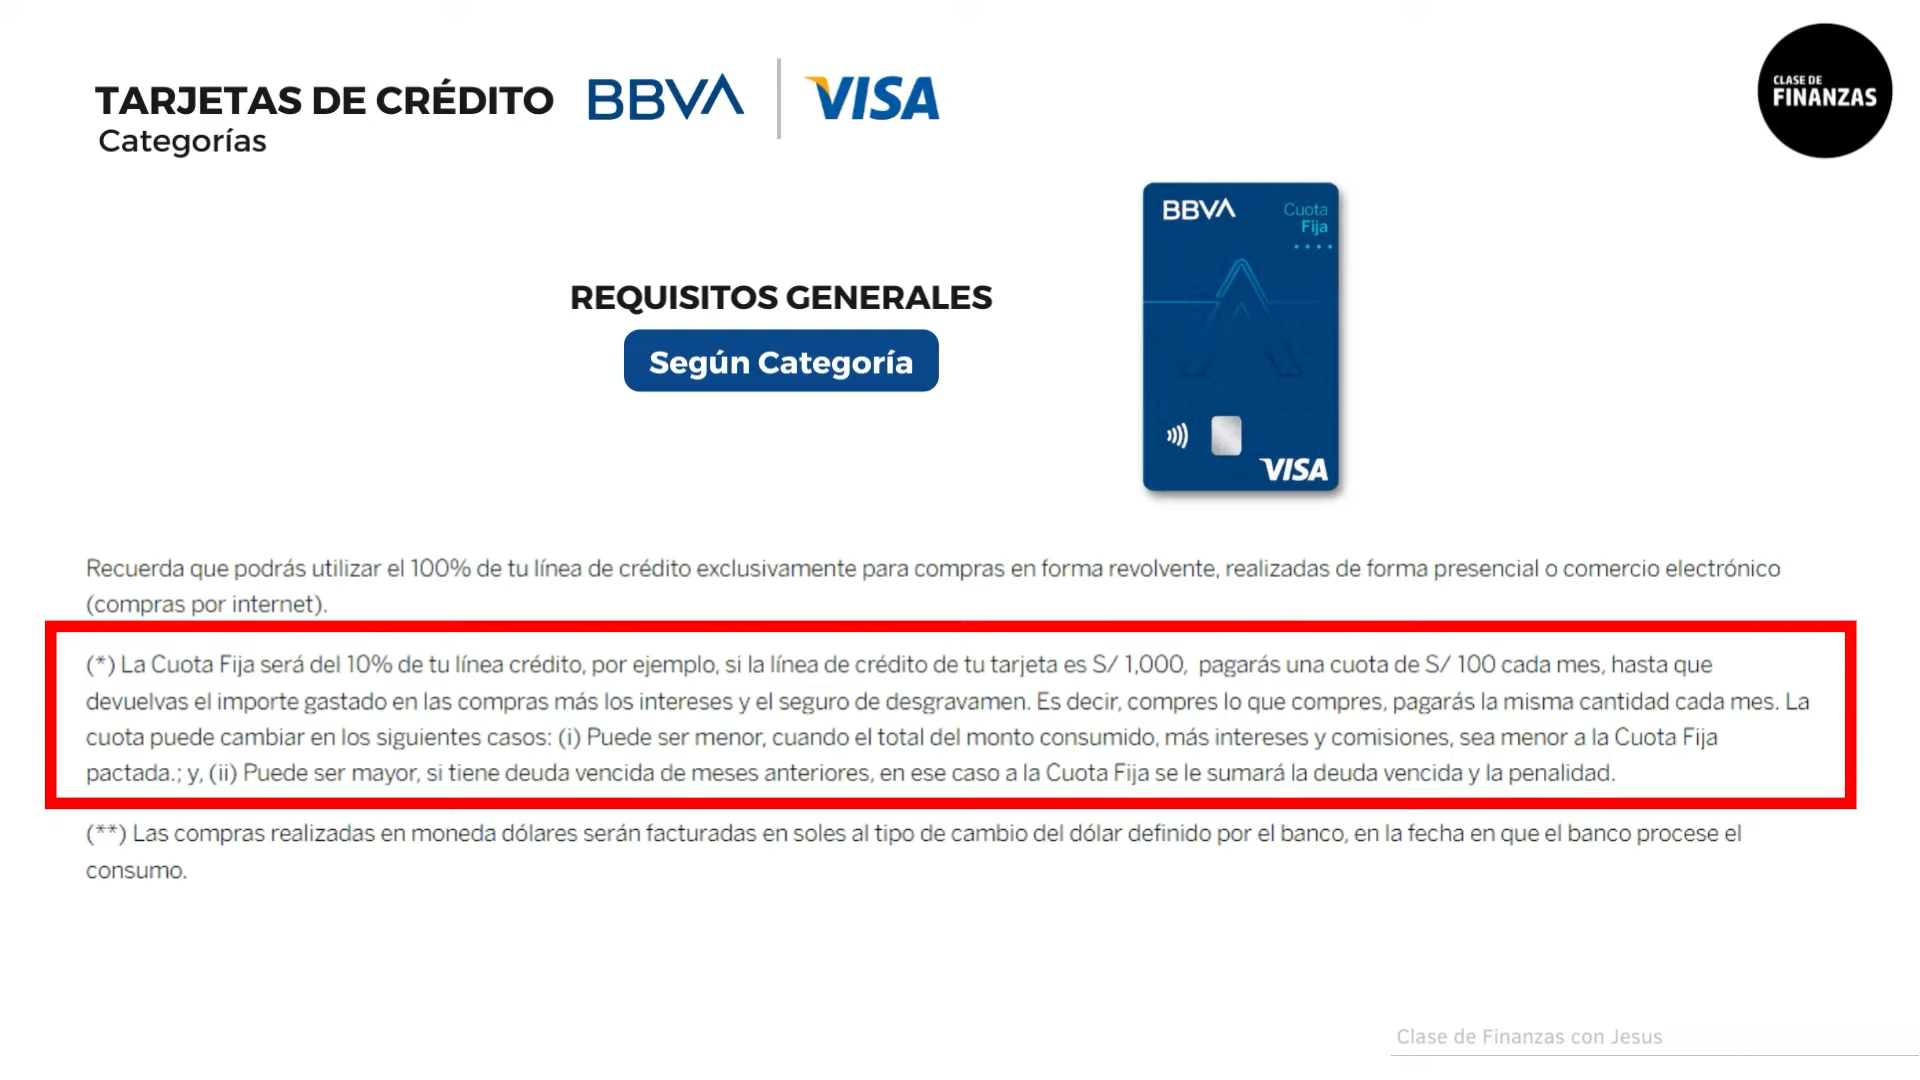 TARJETAS DE CRÉDITO
Categorías
BBVA
VISA
CLASE DE
FINANZAS
BBVA
Cuota
Fija
VISA
REQUISITOS GENERALES
Según Categoría
Recuerda que podrás utilizar el 100% de tu línea de crédito exclusivamente para compras en forma revolvente, realizadas de forma presencial o comercio electrónico
(compras por internet).
(*) La Cuota Fija será del 10% de tu línea crédito, por ejemplo, si la línea de crédito de tu tarjeta es S/ 1,000, pagarás una cuota de S/ 100 cada mes, hasta que
devuelvas el importe gastado en las compras más los intereses y el seguro de desgravamen. Es decir, compres lo que compres, pagarás la misma cantidad cada mes. La
cuota puede cambiar en los siguientes casos: (i) Puede ser menor, cuando el total del monto consumido, más intereses y comisiones, sea menor a la Cuota Fija
pactada.; y, (ii) Puede ser mayor, si tiene deuda vencida de meses anteriores, en ese caso a la Cuota Fija se le sumará la deuda vencida y la penalidad.
(**) Las compras realizadas en moneda dólares serán facturadas en soles al tipo de cambio del dólar definido por el banco, en la fecha en que el banco procese el
consumo.
Clase de Finanzas con Jesus